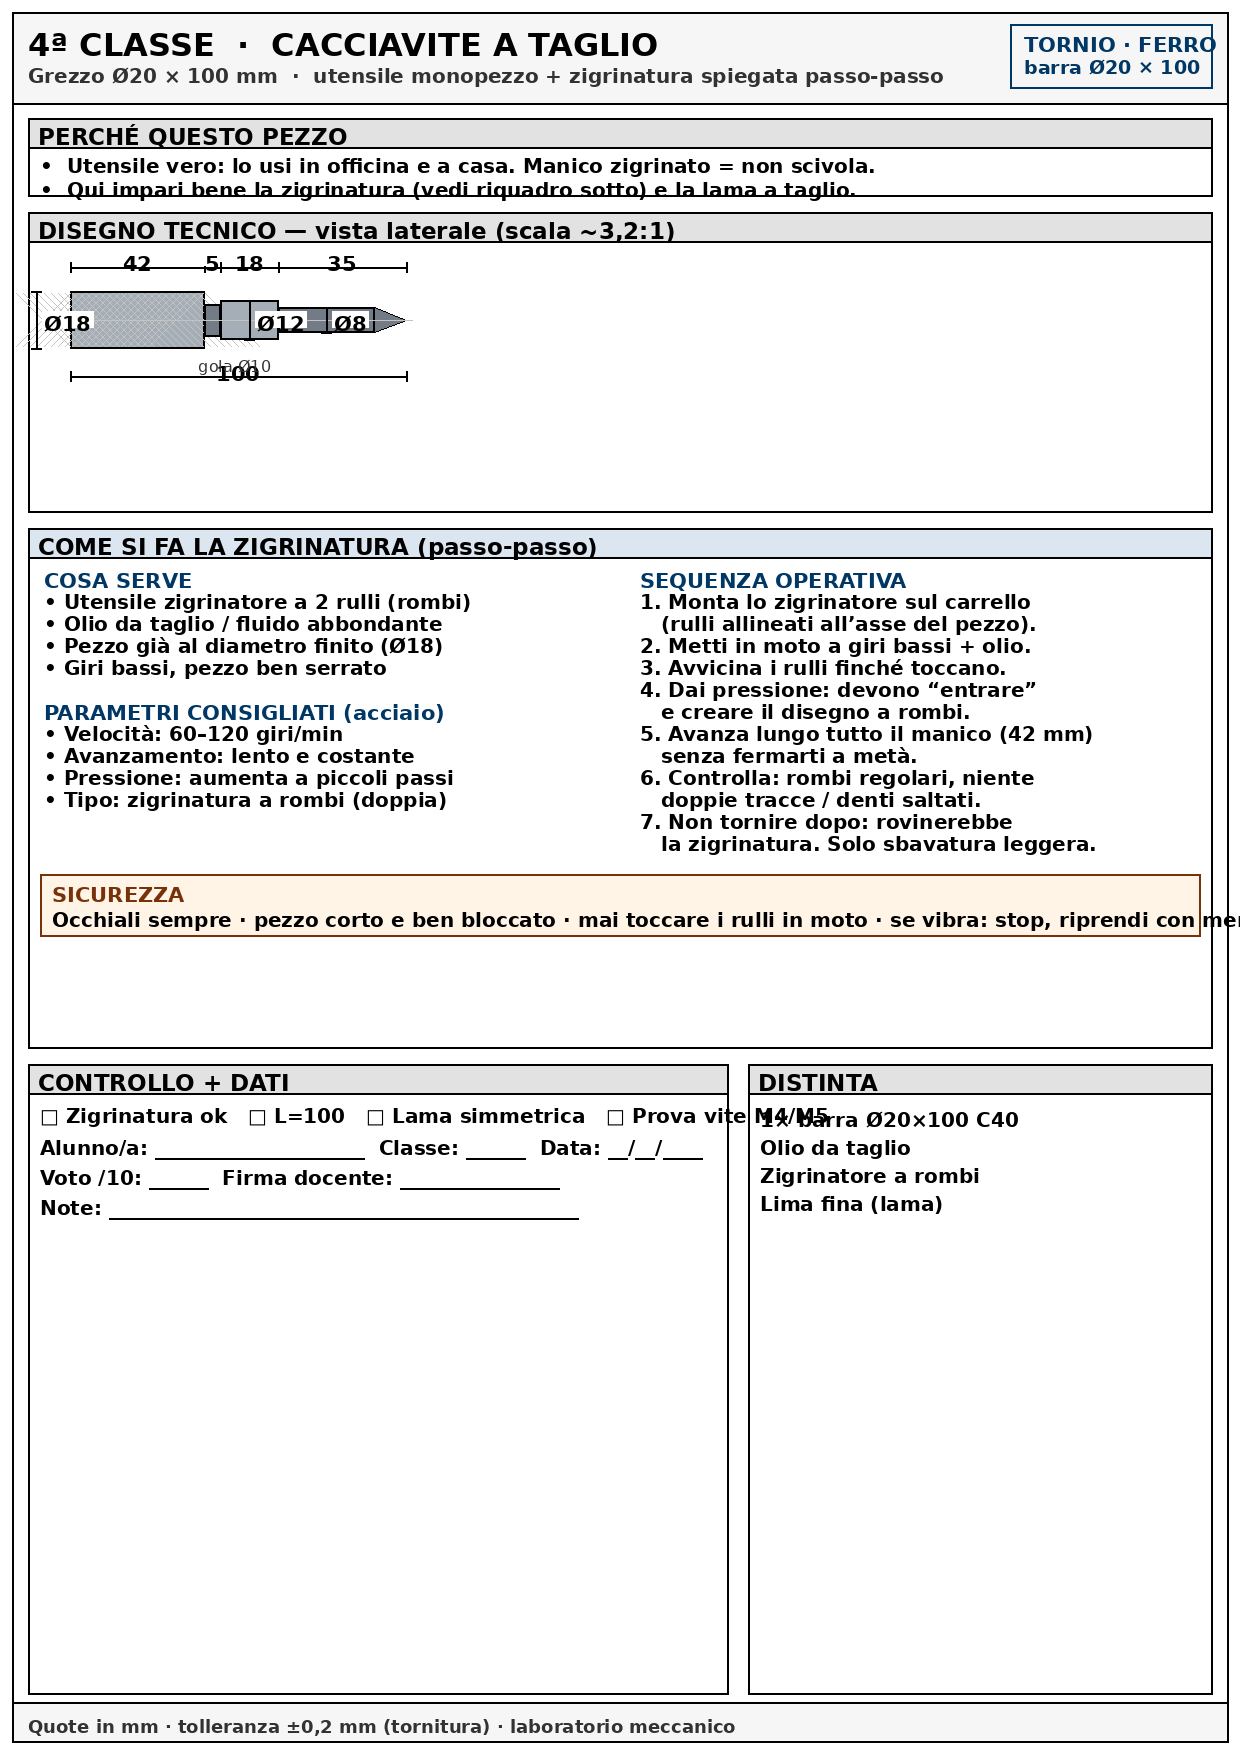 4ª CLASSE · CACCIAVITE A TAGLIO
Grezzo Ø20 × 100 mm · utensile monopezzo + zigrinatura spiegata passo-passo
TORNIO · FERRO
barra Ø20 × 100
PERCHÉ QUESTO PEZZO
• Utensile vero: lo usi in officina e a casa. Manico zigrinato = non scivola.
• Qui impari bene la zigrinatura (vedi riquadro sotto) e la lama a taglio.
DISEGNO TECNICO — vista laterale (scala ~3,2:1)
42 5 18 35
Ø18 Ø12 Ø8
gola Ø10
100
COME SI FA LA ZIGRINATURA (passo-passo)
COSA SERVE
• Utensile zigrinatore a 2 rulli (rombi)
• Olio da taglio / fluido abbondante
• Pezzo già al diametro finito (Ø18)
• Giri bassi, pezzo ben serrato
PARAMETRI CONSIGLIATI (acciaio)
• Velocità: 60–120 giri/min
• Avanzamento: lento e costante
• Pressione: aumenta a piccoli passi
• Tipo: zigrinatura a rombi (doppia)
SEQUENZA OPERATIVA
1. Monta lo zigrinatore sul carrello
(rulli allineati all’asse del pezzo).
2. Metti in moto a giri bassi + olio.
3. Avvicina i rulli finché toccano.
4. Dai pressione: devono “entrare”
e creare il disegno a rombi.
5. Avanza lungo tutto il manico (42 mm)
senza fermarti a metà.
6. Controlla: rombi regolari, niente
doppie tracce / denti saltati.
7. Non tornire dopo: rovinerebbe
la zigrinatura. Solo sbavatura leggera.
SICUREZZA
Occhiali sempre · pezzo corto e ben bloccato · mai toccare i rulli in moto · se vibra: stop, riprendi con
CONTROLLO + DATI
□ Zigrinatura ok □ L=100 □ Lama simmetrica □ Prova vite M4/M5
Alunno/a: _____________________ Classe: ______ Data: __/__/____
Voto /10: ______ Firma docente: ________________
Note: _______________________________________________
DISTINTA
1× barra Ø20×100 C40
Olio da taglio
Zigrinatore a rombi
Lima fina (lama)
Quote in mm · tolleranza ±0,2 mm (tornitura) · laboratorio meccanico